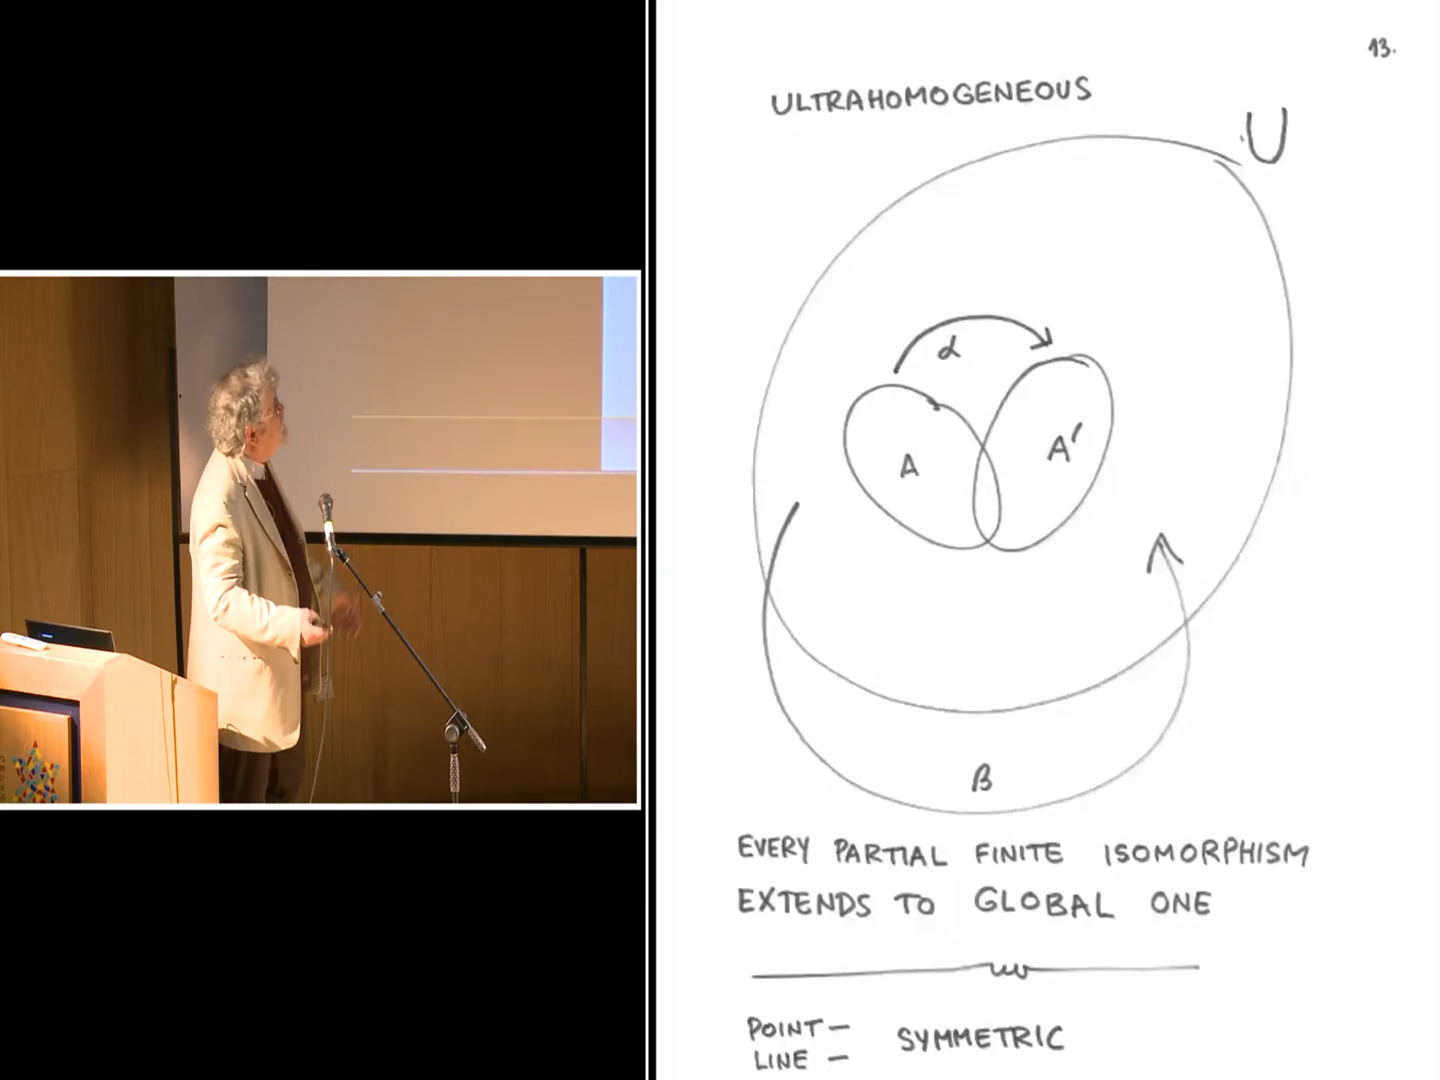 13.
ULTRAHOMOGENEOUS
U
α
A
A'
β
EVERY PARTIAL FINITE ISOMORPHISM
EXTENDS TO GLOBAL ONE
POINT – SYMMETRIC
LINE –